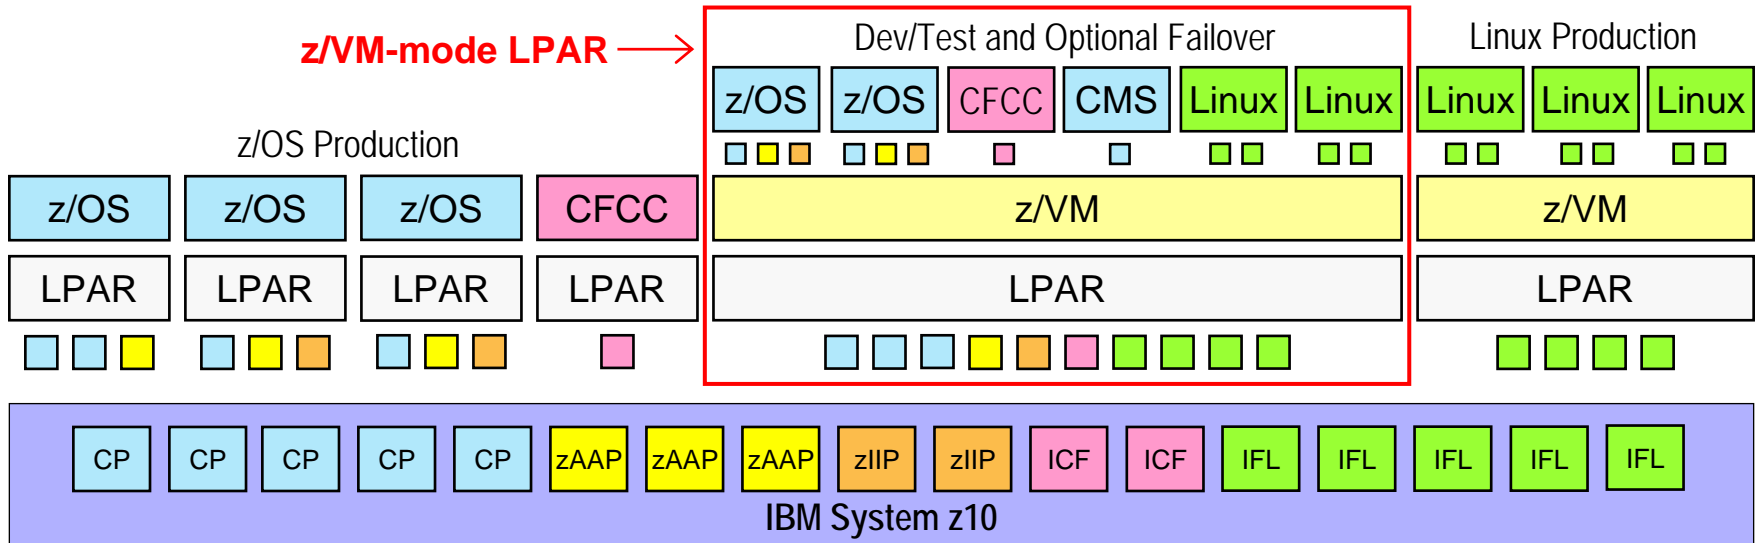 z/VM-mode LPAR
Dev/Test and Optional Failover
Linux Production
z/OS z/OS CFCC CMS Linux Linux Linux Linux Linux
z/OS Production
z/OS z/OS z/OS CFCC z/VM z/VM
LPAR LPAR LPAR LPAR LPAR LPAR
CP CP CP CP CP zAAP zAAP zAAP zIIP zIIP ICF ICF IFL IFL IFL IFL IFL
IBM System z10